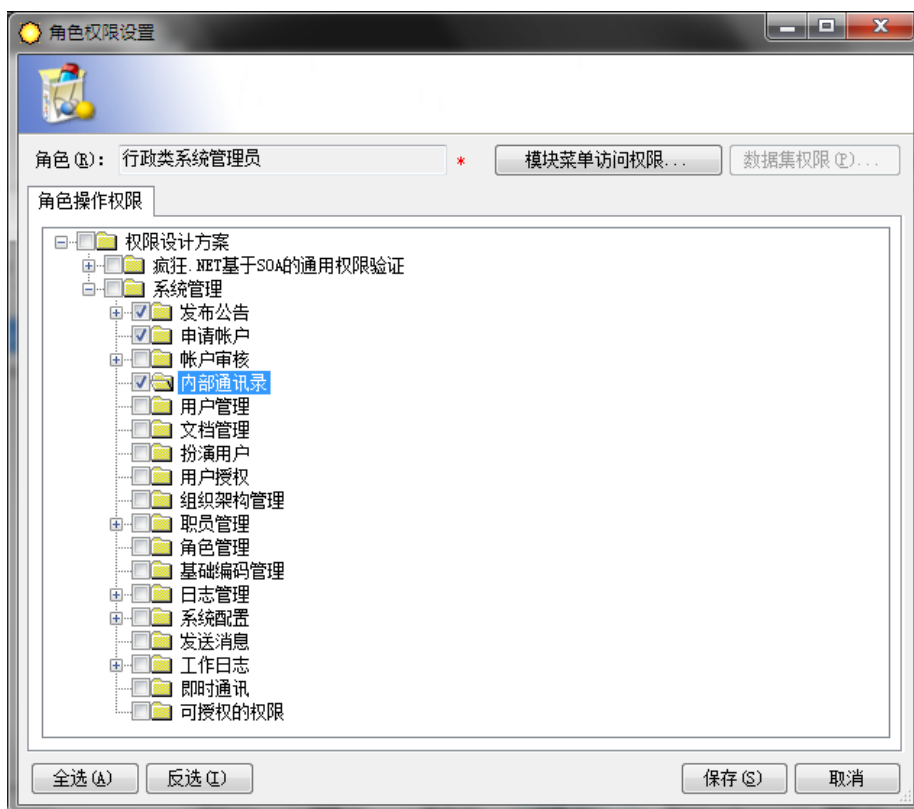 角色权限设置
角色(R): 行政类系统管理员 * 模块菜单访问权限... 数据集权限(P)...
角色操作权限
权限设计方案
疯狂.NET基于SOA的通用权限验证
系统管理
发布公告
申请帐户
帐户审核
内部通讯录
用户管理
文档管理
扮演用户
用户授权
组织架构管理
职员管理
角色管理
基础编码管理
日志管理
系统配置
发送消息
工作日志
即时通讯
可授权的权限
全选(A) 反选(I) 保存(S) 取消